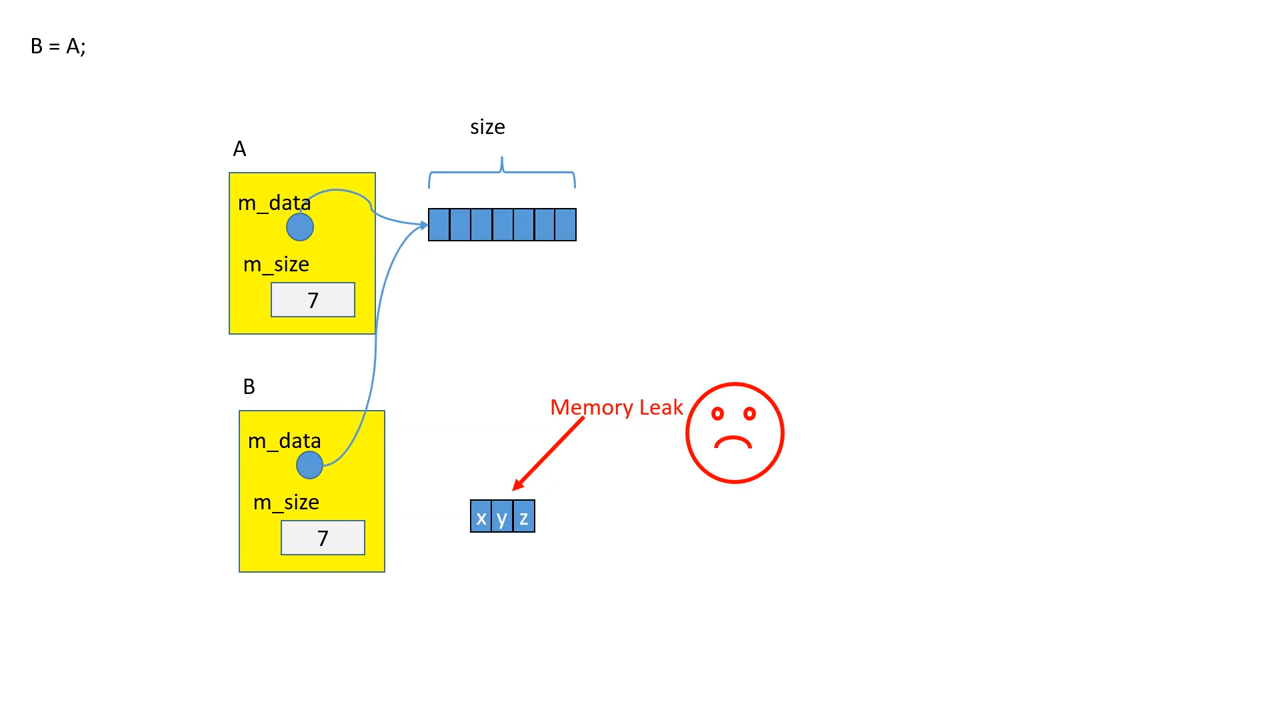 B = A;
size
A
m_data
m_size
7
B
m_data
m_size
7
Memory Leak
x y z